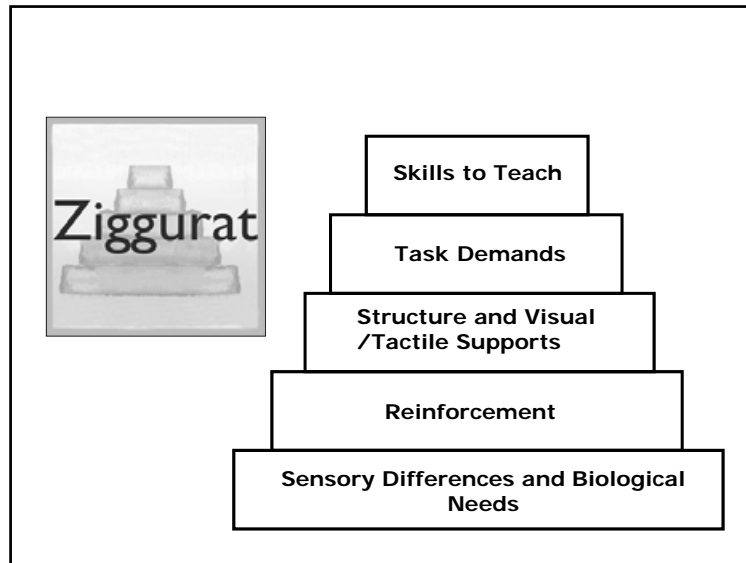 Ziggurat
Skills to Teach
Task Demands
Structure and Visual
/Tactile Supports
Reinforcement
Sensory Differences and Biological
Needs